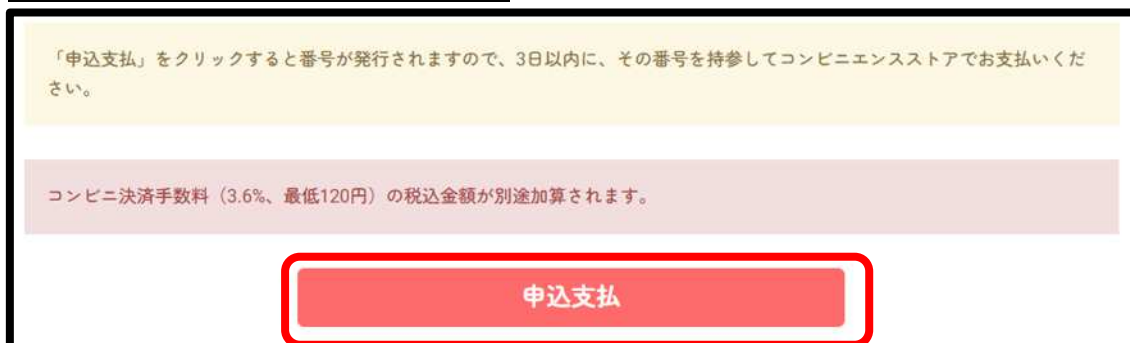 「申込支払」をクリックすると番号が発行されますので、3日以内に、その番号を持参してコンビニエンスストアでお支払いくだ
さい。
コンビニ決済手数料（3.6%、最低120円）の税込金額が別途加算されます。
申込支払